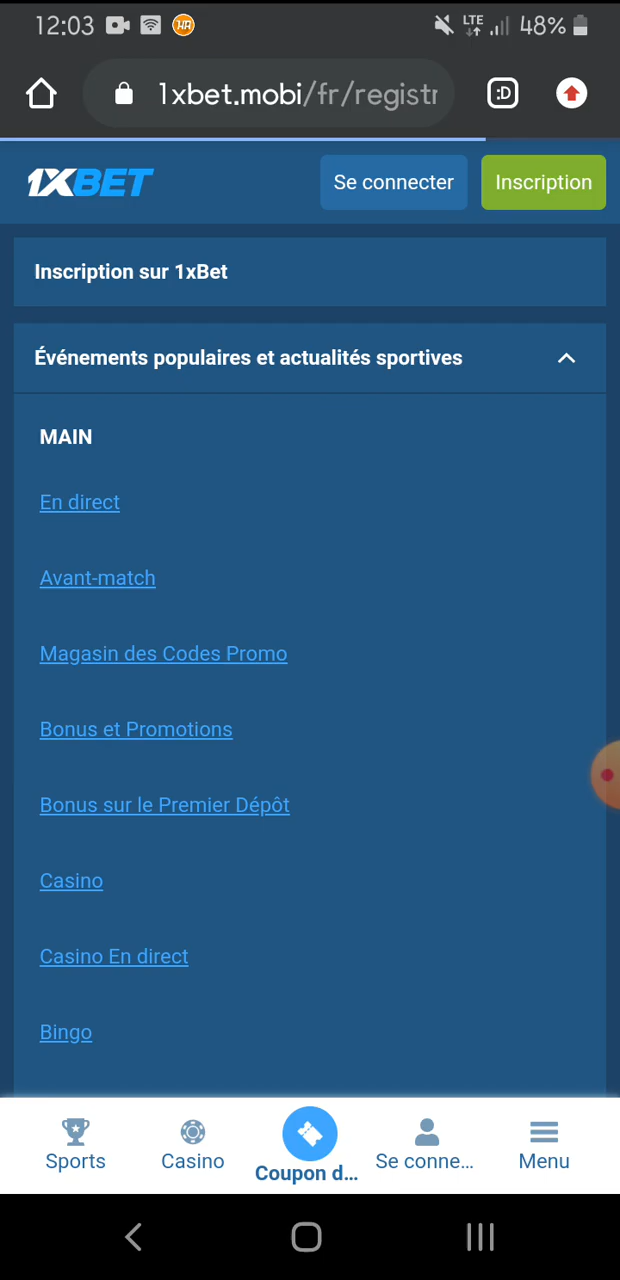 12:03
LTE
48%
1xbet.mobi/fr/registr
:D
1XBET
Se connecter
Inscription
Inscription sur 1xBet
Événements populaires et actualités sportives
MAIN
En direct
Avant-match
Magasin des Codes Promo
Bonus et Promotions
Bonus sur le Premier Dépôt
Casino
Casino En direct
Bingo
Sports
Casino
Coupon d...
Se conne...
Menu